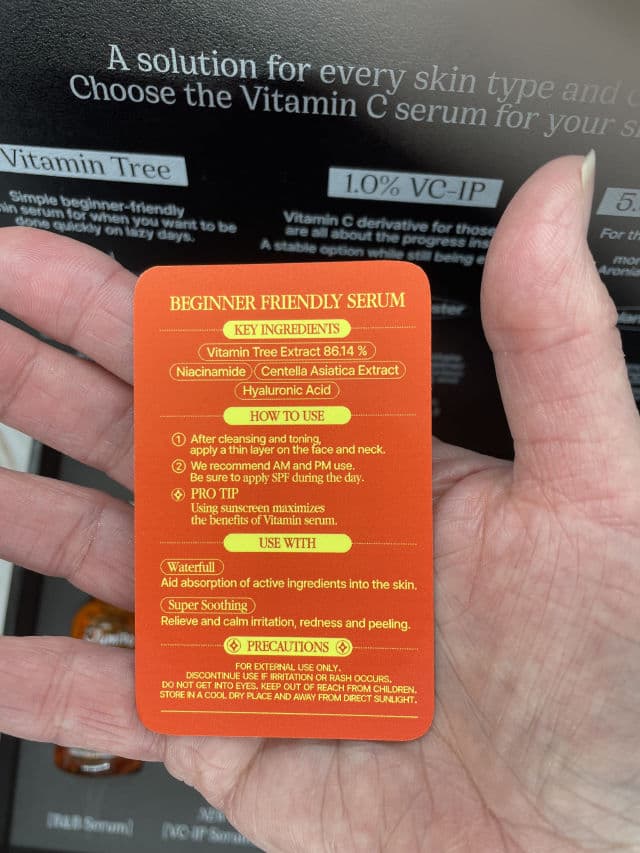 A solution for every skin type and
Choose the Vitamin C serum for your
Vitamin Tree
Simple beginner-friendly
serum for when you want to be
done quickly on lazy days.
1.0% VC-IP
Vitamin C derivative for those
are all about the progress
A stable option while still being
5.
For
BEGINNER FRIENDLY SERUM
KEY INGREDIENTS
Vitamin Tree Extract 86.14 %
Niacinamide Centella Asiatica Extract
Hyaluronic Acid
HOW TO USE
1 After cleansing and toning,
apply a thin layer on the face and neck.
2 We recommend AM and PM use.
Be sure to apply SPF during the day.
PRO TIP
Using sunscreen maximizes
the benefits of Vitamin serum.
USE WITH
Waterfull
Aid absorption of active ingredients into the skin.
Super Soothing
Relieve and calm irritation, redness and peeling.
PRECAUTIONS
FOR EXTERNAL USE ONLY.
DISCONTINUE USE IF IRRITATION OR RASH OCCURS.
DO NOT GET INTO EYES. KEEP OUT OF REACH FROM CHILDREN.
STORE IN A COOL DRY PLACE AND AWAY FROM DIRECT SUNLIGHT.